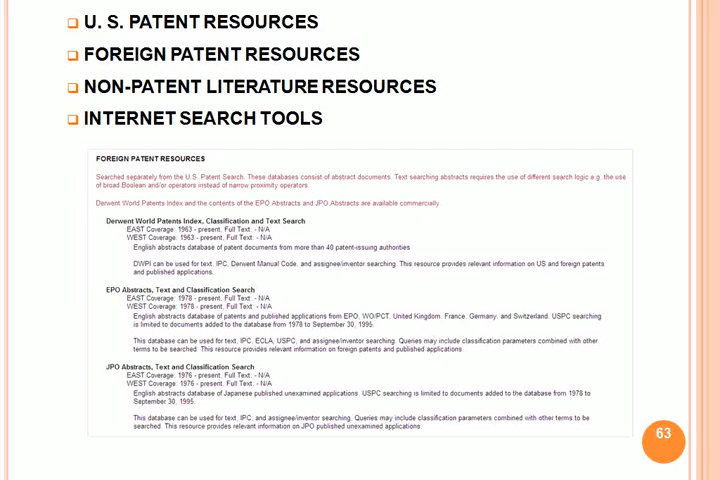 U. S. PATENT RESOURCES
FOREIGN PATENT RESOURCES
NON-PATENT LITERATURE RESOURCES
INTERNET SEARCH TOOLS
FOREIGN PATENT RESOURCES
Searched separately from the U.S. Patent Search. These databases consist of abstract documents. Text searching abstracts requires the use of different search logic e.g. the use
of broad Boolean and/or operators instead of narrow proximity operators.
Derwent World Patents Index and the contents of the EPO Abstracts and JPO Abstracts are available commercially.
Derwent World Patents Index, Classification and Text Search
EAST Coverage: 1963 - present, Full Text: - N/A
WEST Coverage: 1963 - present, Full Text: - N/A
English abstracts database of patent documents from more than 40 patent-issuing authorities
DWPI can be used for text, IPC, Derwent Manual Code, and assignee/inventor searching. This resource provides relevant information on US and foreign patents
and published applications.
EPO Abstracts, Text and Classification Search
EAST Coverage: 1978 - present, Full Text: - N/A
WEST Coverage: 1978 - present, Full Text: - N/A
English abstracts database of patents and published applications from EPO, WO/PCT, United Kingdom, France, Germany, and Switzerland. USPC searching
is limited to documents added to the database from 1978 to September 30, 1995.
This database can be used for text, IPC, ECLA, USPC, and assignee/inventor searching. Queries may include classification parameters combined with other
terms to be searched. This resource provides relevant information on foreign patents and published applications
JPO Abstracts, Text and Classification Search
EAST Coverage: 1976 - present, Full Text: - N/A
WEST Coverage: 1976 - present, Full Text: - N/A
English abstracts database of Japanese published unexamined applications. USPC searching is limited to documents added to the database from 1978 to
September 30, 1995
This database can be used for text, IPC, and assignee/inventor searching. Queries may include classification parameters combined with other terms to be
searched. This resource provides relevant information on JPO published unexamined applications.
63